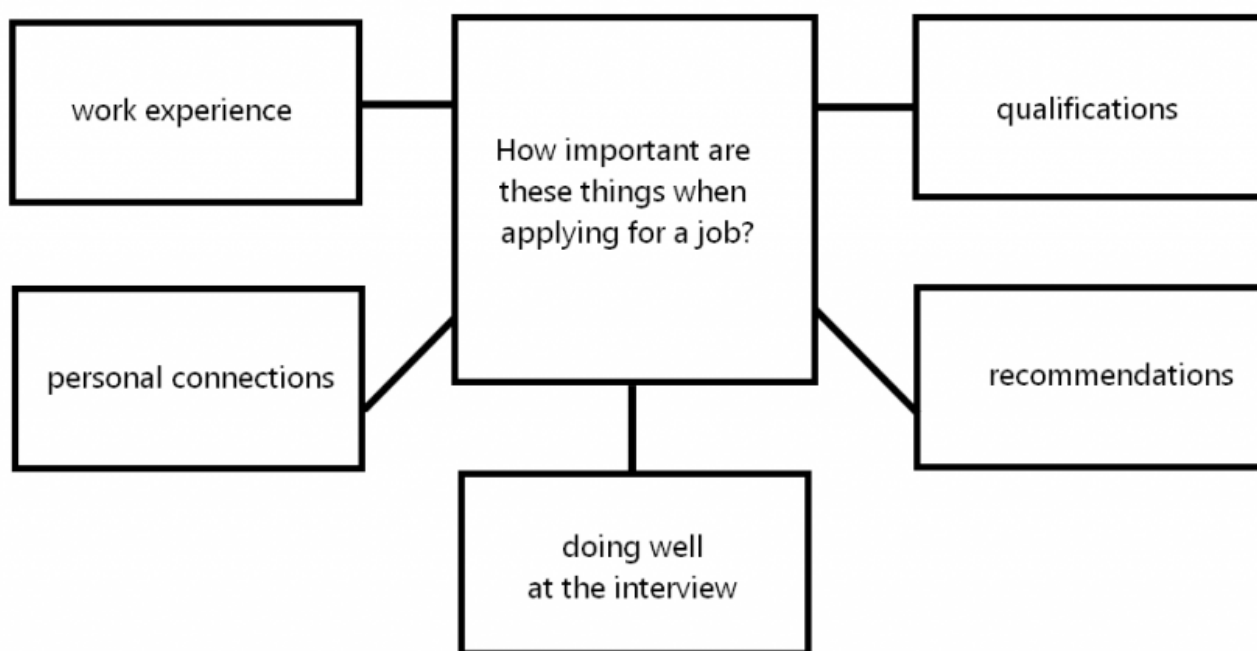 work experience
How important are
these things when
applying for a job?
qualifications
personal connections
recommendations
doing well
at the interview